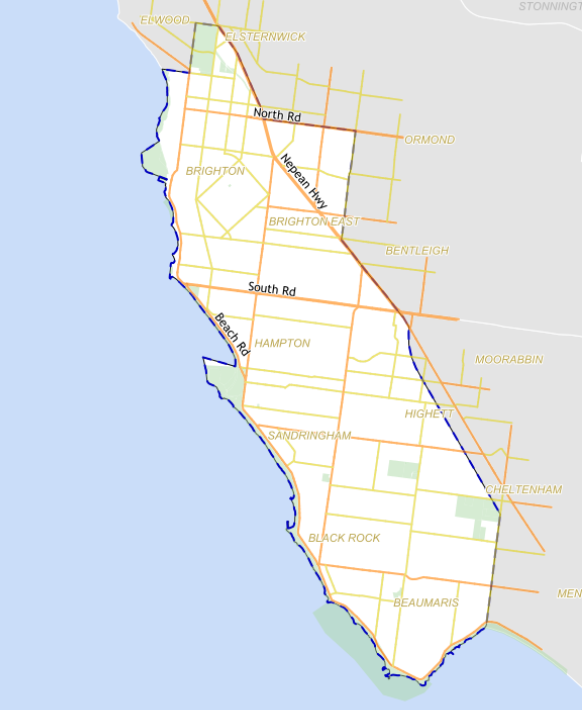 STONNINGT
ELWOOD
ELSTERNWICK
North Rd
ORMOND
Nepean Hwy
BRIGHTON
BRIGHTON EAST
BENTLEIGH
South Rd
Beach Rd
HAMPTON
MOORABBIN
HIGHETT
SANDRINGHAM
CHELTENHAM
BLACK ROCK
MEN
BEAUMARIS